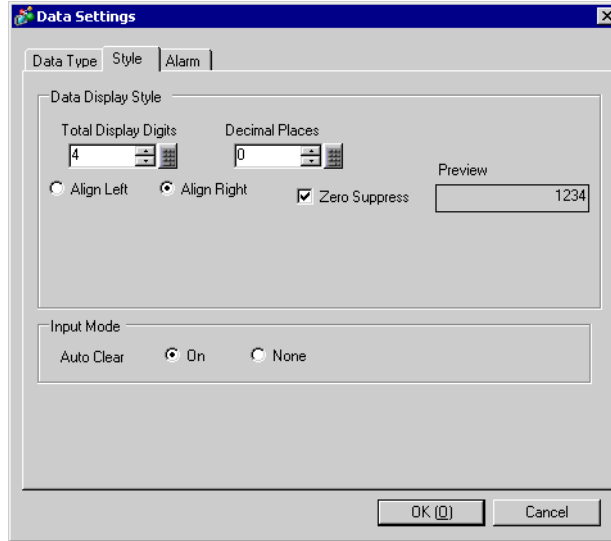 Data Settings
Data Type Style Alarm
Data Display Style
Total Display Digits Decimal Places
4 0
Preview
Align Left Align Right Zero Suppress 1234
Input Mode
Auto Clear On None
OK (O) Cancel